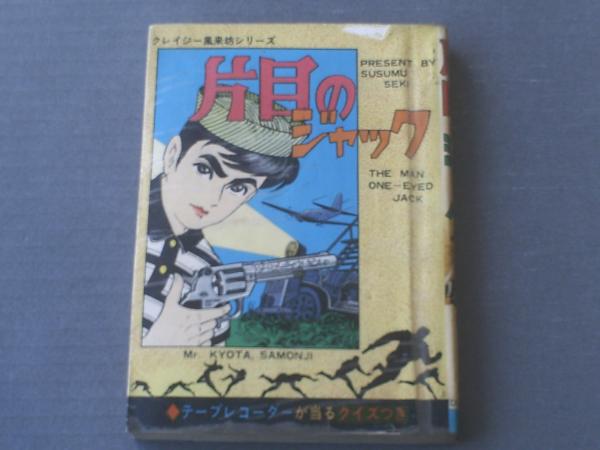 クレイジー風来坊シリーズ
片目の
ジャック
PRESENT BY
SUSUMU
SEKI
THE MAN
ONE-EYED
JACK
Mr. KYOTA, SAMONJI
◆テープレコーダーが当るクイズつき